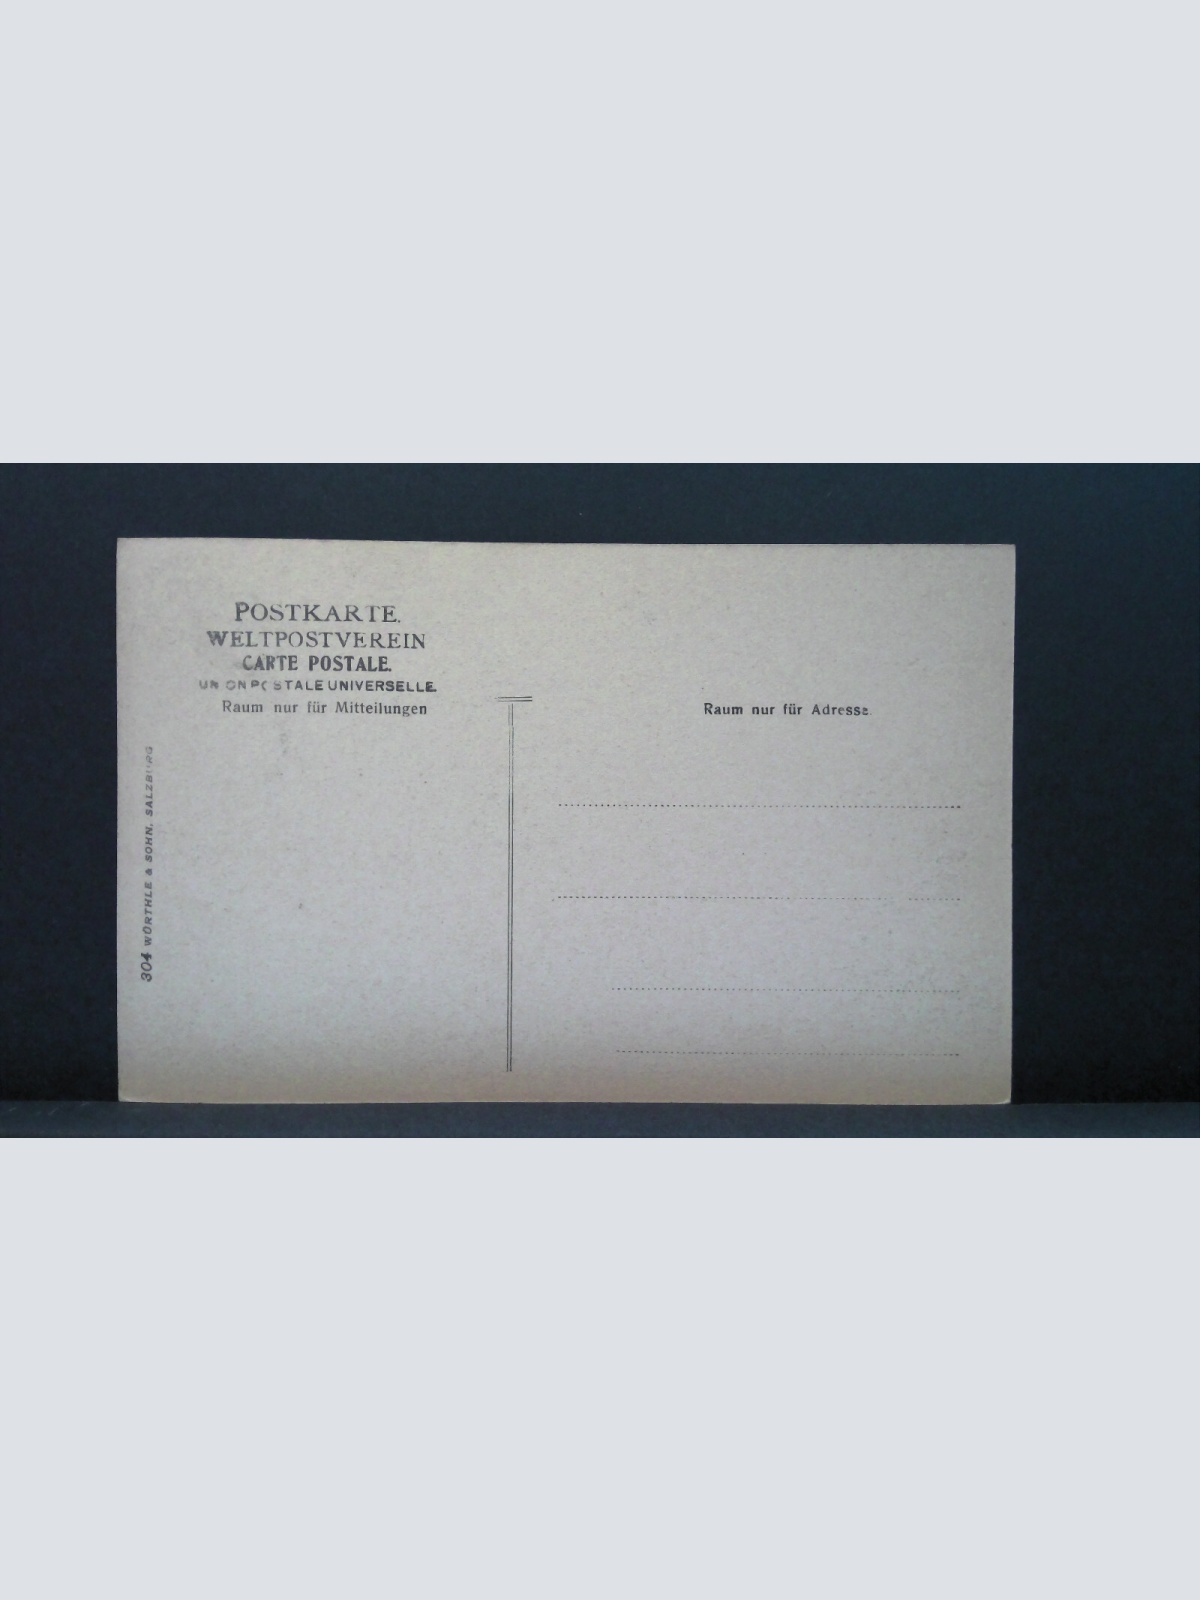 POSTKARTE.
WELTPOSTVEREIN
CARTE POSTALE.
UNION POSTALE UNIVERSELLE.
Raum nur für Mitteilungen
Raum nur für Adresse.
304 WÜRTHLE & SOHN, SALZBURG